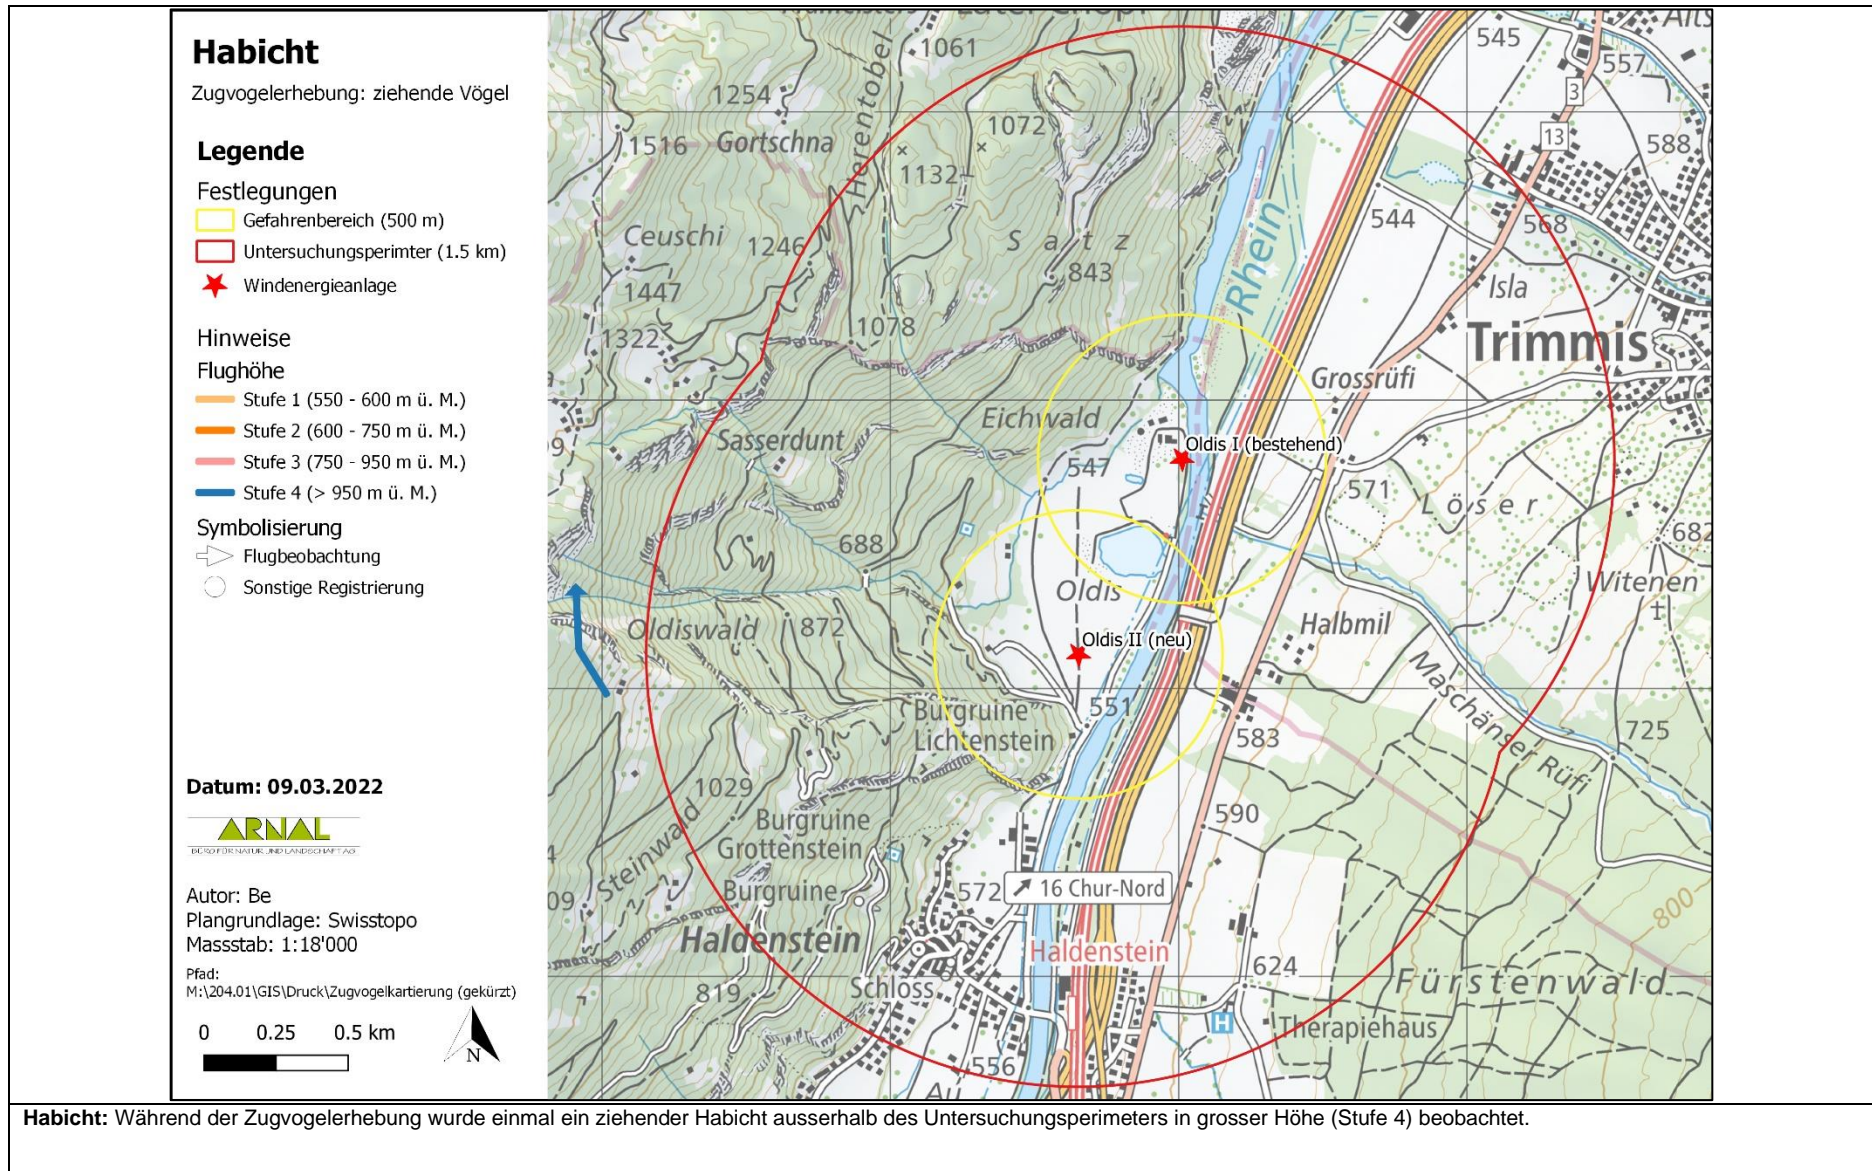 Habicht
Zugvogelerhebung: ziehende Vögel
Legende
Festlegungen
Gefahrenbereich (500 m)
Untersuchungsperimter (1.5 km)
Windenergieanlage
Hinweise
Flughöhe
Stufe 1 (550 - 600 m ü. M.)
Stufe 2 (600 - 750 m ü. M.)
Stufe 3 (750 - 950 m ü. M.)
Stufe 4 (> 950 m ü. M.)
Symbolisierung
Flugbeobachtung
Sonstige Registrierung
Datum: 09.03.2022
ARNAL
BÜRO FÜR NATUR UND LANDSCHAFT AG
Autor: Be
Plangrundlage: Swisstopo
Massstab: 1:18'000
Pfad:
M:\204.01\GIS\Druck\Zugvogelkartierung (gekürzt)
0 0.25 0.5 km
N
1061
545
557
3
1254
Herentobel
1072
13
588
1516
Gortschna
1132
544
568
Ceuschi
1246
Satz
843
Rhein
Isla
1447
1078
1322
Trimmis
Grossrüfi
Eichwald
Sasserdunt
Oldis I (bestehend)
547
571
Löser
682
688
Oldis
Witenen
Oldiswald
872
Halbmil
Oldis II (neu)
Maschänser Rüfi
551
Burgruine
Lichtenstein
583
725
1029
Steinwald
Burgruine
Grottenstein
590
Burgruine
572
16 Chur-Nord
800
Haldenstein
Haldenstein
624
Fürstenwald
819
Schloss
H
Therapiehaus
556
Habicht: Während der Zugvogelerhebung wurde einmal ein ziehender Habicht ausserhalb des Untersuchungsperimeters in grosser Höhe (Stufe 4) beobachtet.